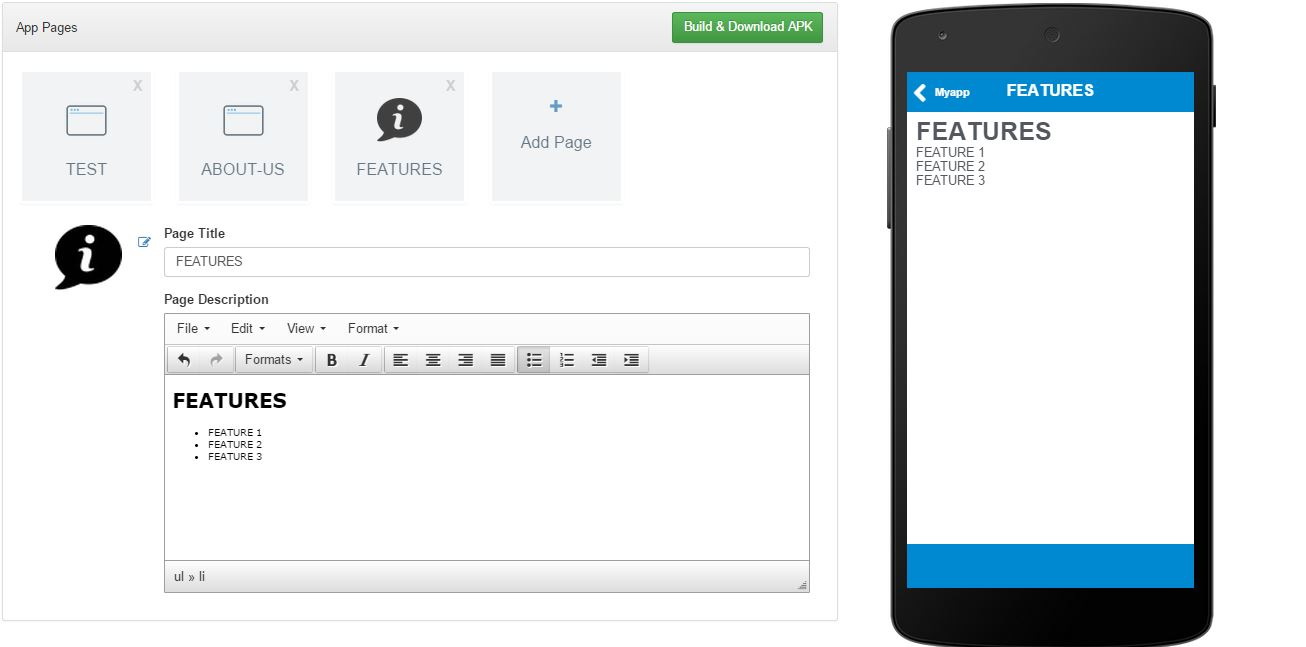 App Pages
Build & Download APK
X
X
X
TEST
ABOUT-US
FEATURES
Add Page
Page Title
FEATURES
Page Description
File
Edit
View
Format
Formats
B
I
FEATURES
FEATURE 1
FEATURE 2
FEATURE 3
ul » li
Myapp
FEATURES
FEATURES
FEATURE 1
FEATURE 2
FEATURE 3